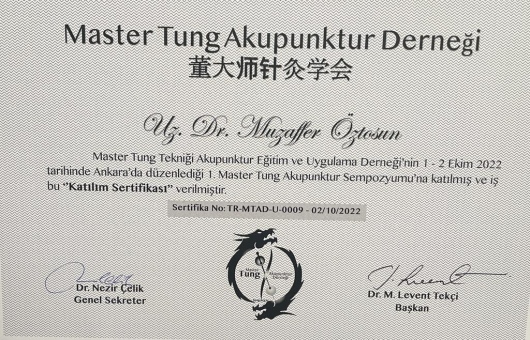 Master Tung Akupunktur Derneği
董大师针灸学会
Uz. Dr. Muzaffer Öztosun
Master Tung Tekniği Akupunktur Eğitim ve Uygulama Derneği'nin 1 - 2 Ekim 2022
tarihinde Ankara'da düzenlediği 1. Master Tung Akupunktur Sempozyumu'na katılmış ve iş
bu "Katılım Sertifikası" verilmiştir.
Sertifika No: TR-MTAD-U-0009 - 02/10/2022
Master
Tung
Akupunktur
Derneği
Dr. Nezir Çelik
Genel Sekreter
Dr. M. Levent Tekçi
Başkan